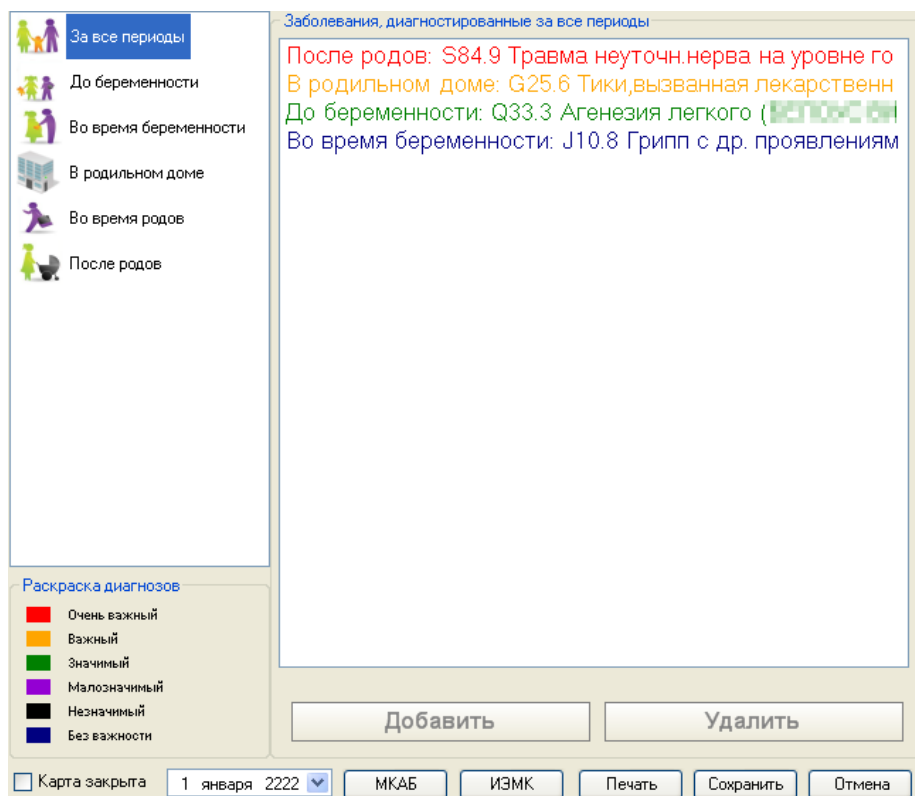 За все периоды
До беременности
Во время беременности
В родильном доме
Во время родов
После родов
Заболевания, диагностированные за все периоды
После родов: S84.9 Травма неуточн.нерва на уровне го
В родильном доме: G25.6 Тики,вызванная лекарственн
До беременности: Q33.3 Агенезия легкого (
Во время беременности: J10.8 Грипп с др. проявлениям
Раскраска диагнозов
Очень важный
Важный
Значимый
Малозначимый
Незначимый
Без важности
Добавить Удалить
Карта закрыта 1 января 2222 МКАБ ИЭМК Печать Сохранить Отмена